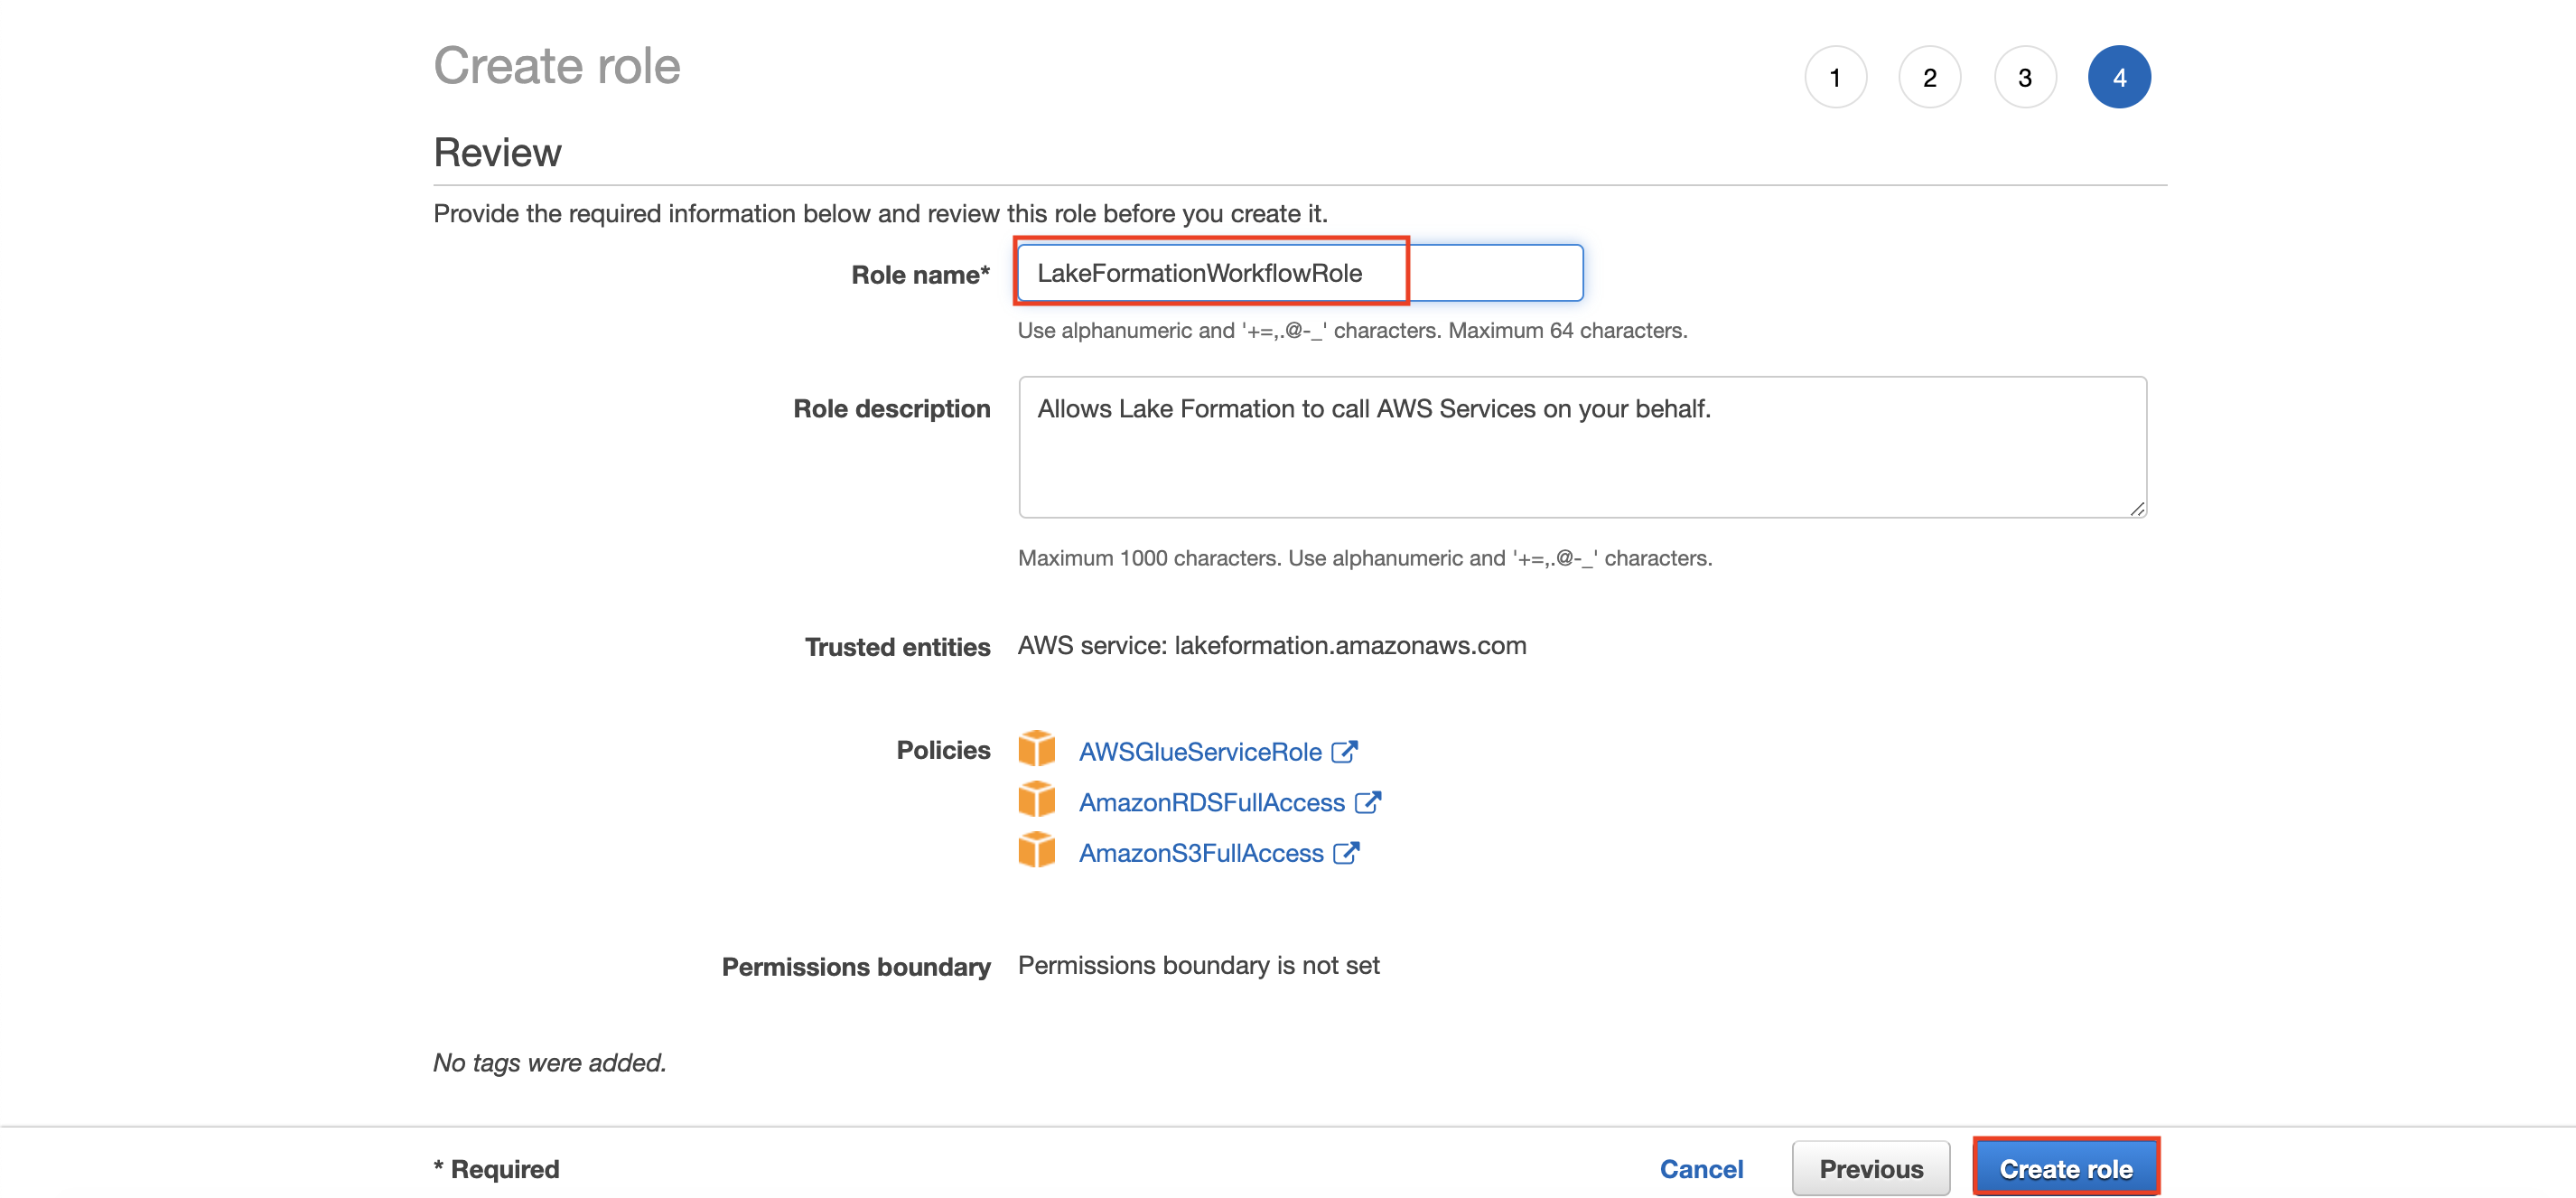 Create role
1 2 3 4
Review
Provide the required information below and review this role before you create it.
Role name* LakeFormationWorkflowRole
Use alphanumeric and '+=,.@-_' characters. Maximum 64 characters.
Role description Allows Lake Formation to call AWS Services on your behalf.
Maximum 1000 characters. Use alphanumeric and '+=,.@-_' characters.
Trusted entities AWS service: lakeformation.amazonaws.com
Policies AWSGlueServiceRole
AmazonRDSFullAccess
AmazonS3FullAccess
Permissions boundary Permissions boundary is not set
No tags were added.
* Required Cancel Previous Create role